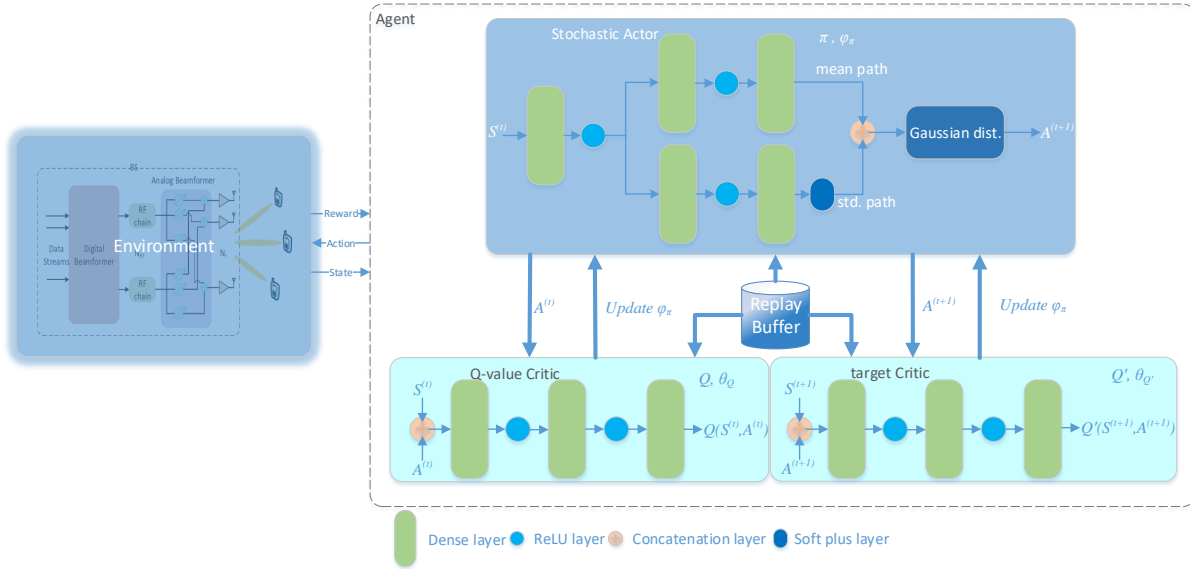 Agent
Stochastic Actor
π , φπ
mean path
S(t)
Gaussian dist.
A(t+1)
std. path
BS
Analog Beamformer
RF
chain
Data
Streams
Digital
Beamformer
Environment
RF
chain
Reward
Action
State
A(t)
Update φπ
Replay
Buffer
A(t+1)
Update φπ
Q-value Critic
Q, θQ
S(t)
A(t)
Q(S(t),A(t))
target Critic
Q', θQ'
S(t+1)
A(t+1)
Q'(S(t+1),A(t+1))
Dense layer
ReLU layer
Concatenation layer
Soft plus layer